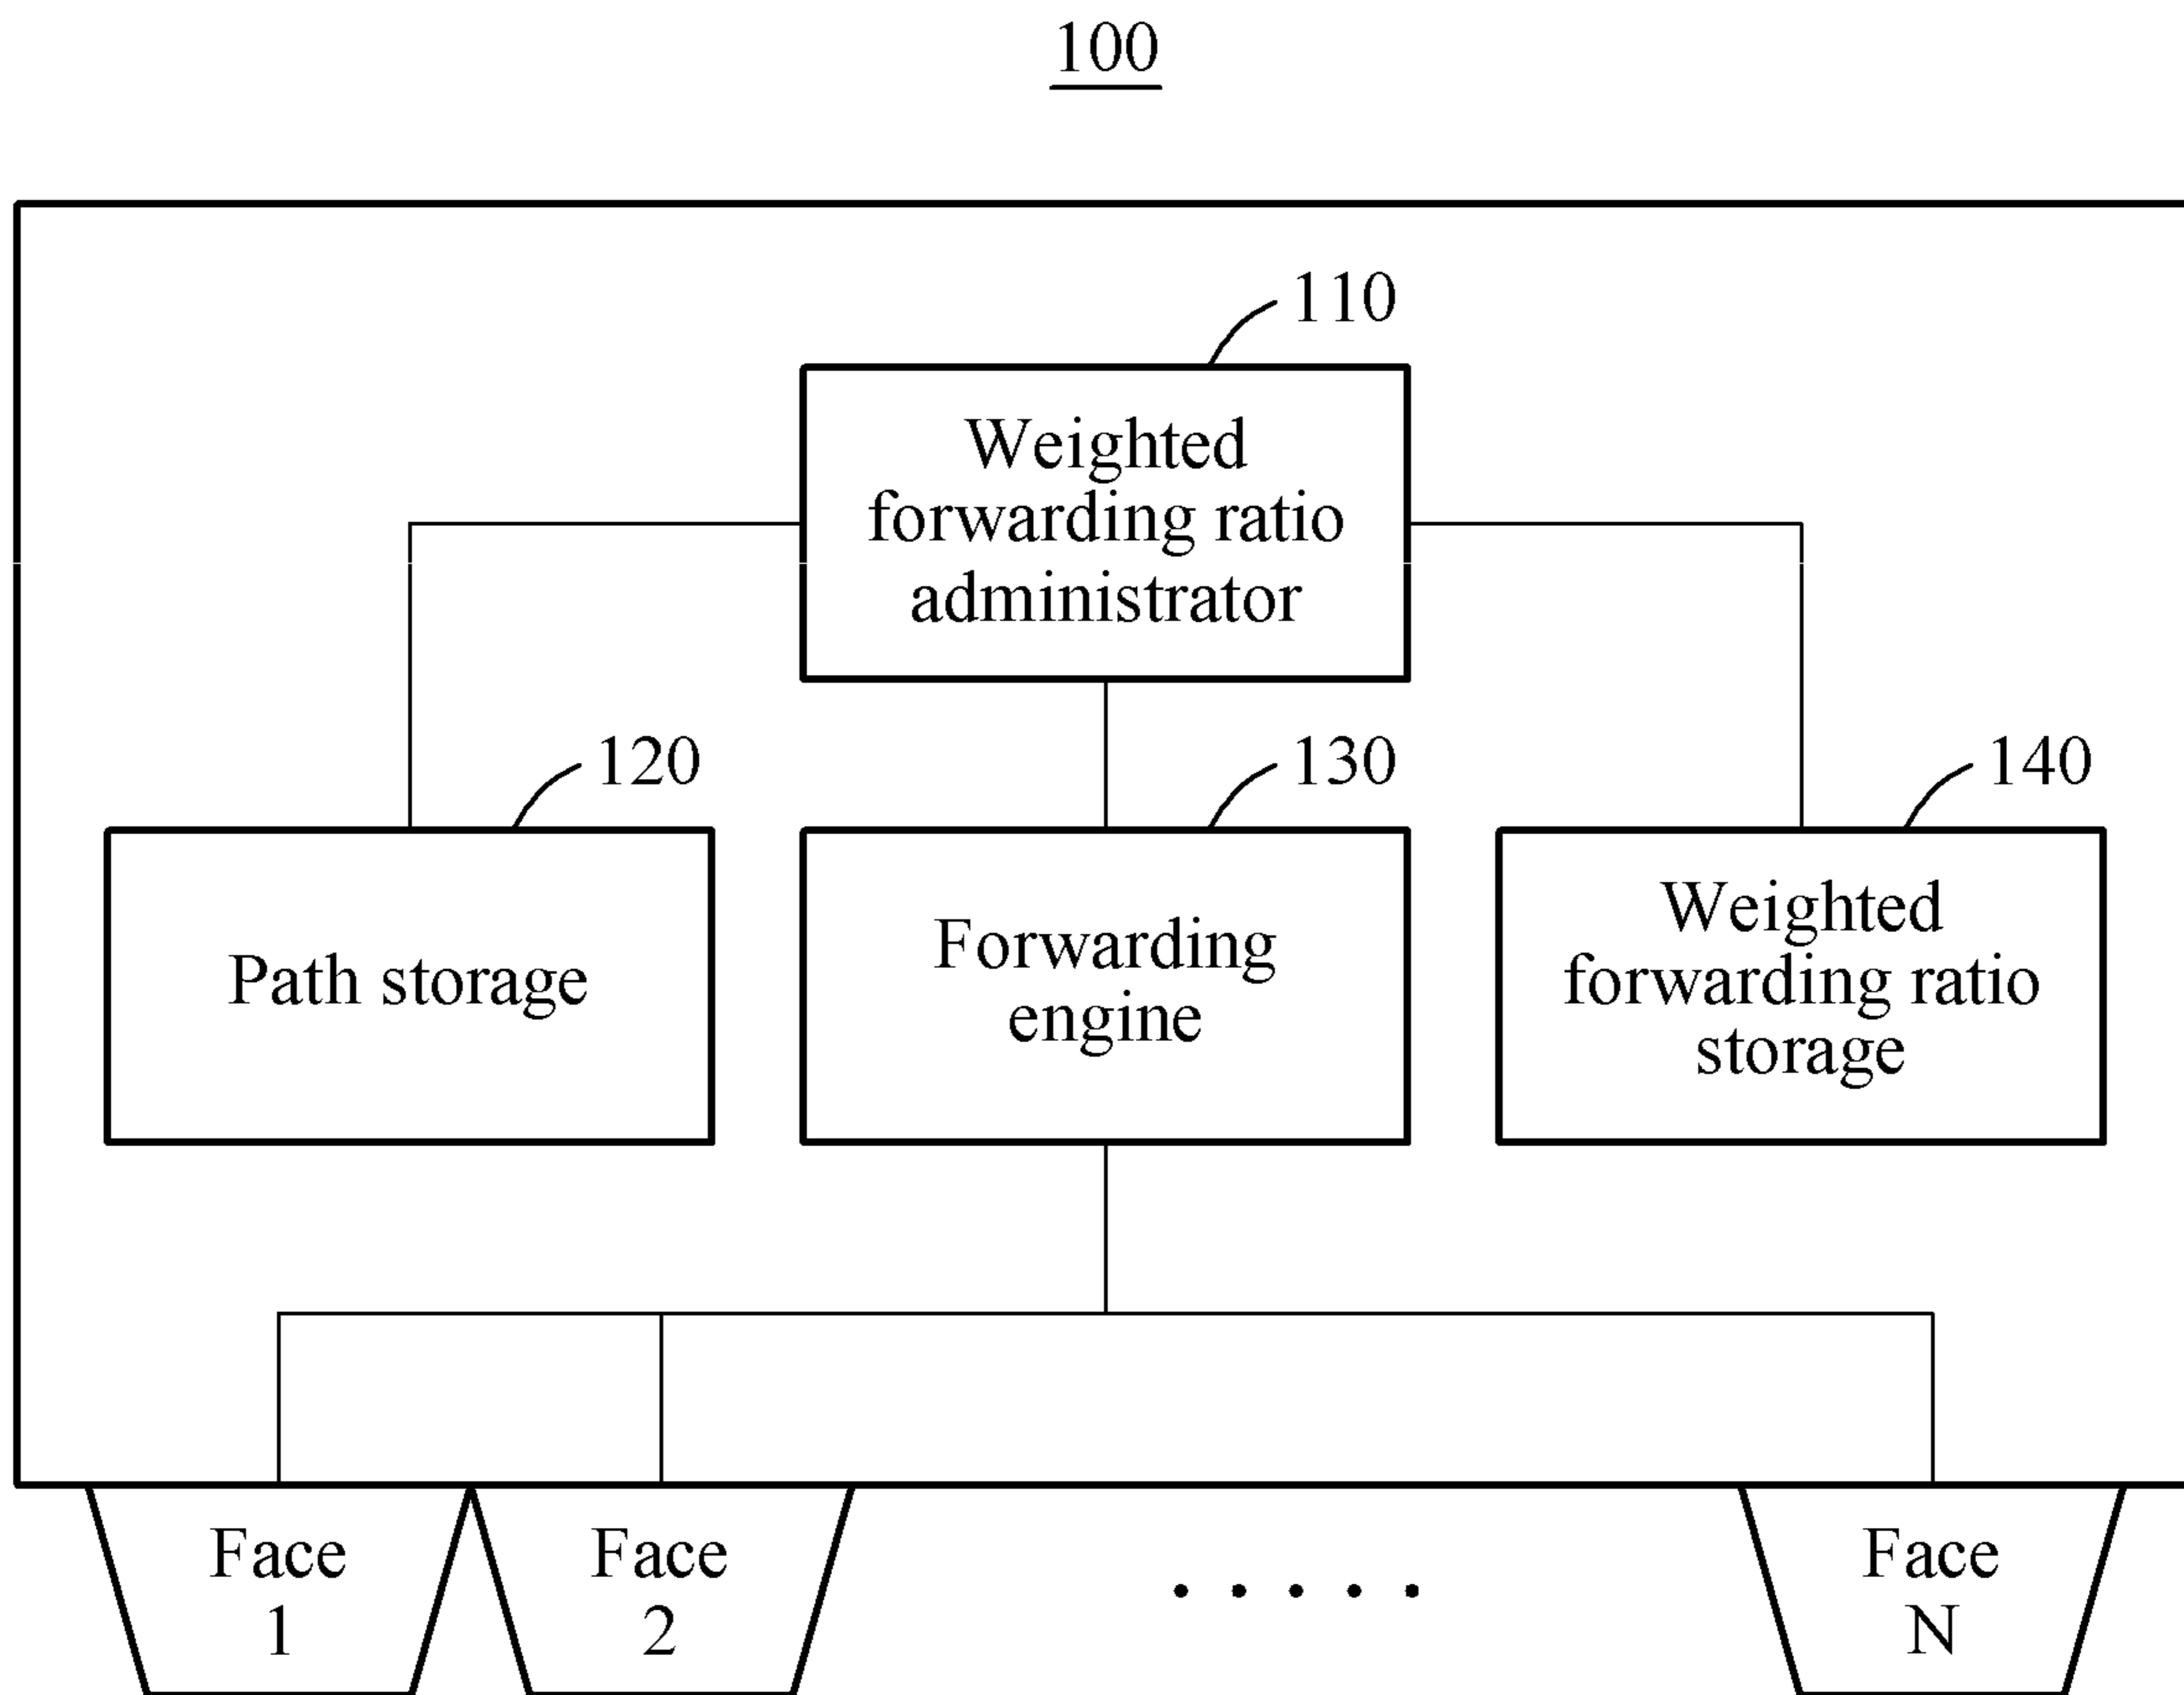 100
110
Weighted
forwarding ratio
administrator
120
130
140
Path storage
Forwarding
engine
Weighted
forwarding ratio
storage
Face
1
Face
2
.....
Face
N